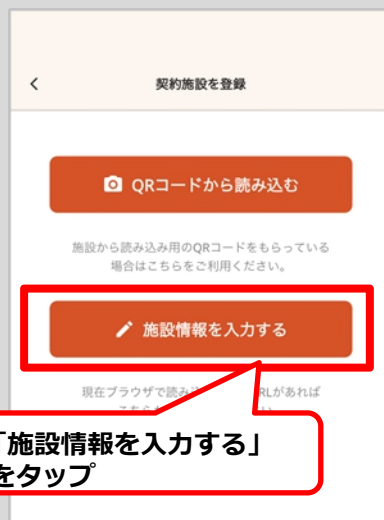 契約施設を登録
QRコードから読み込む
施設から読み込み用のQRコードをもらっている
場合はこちらをご利用ください。
施設情報を入力する
現在ブラウザで読み
RLがあれば
「施設情報を入力する」
をタップ